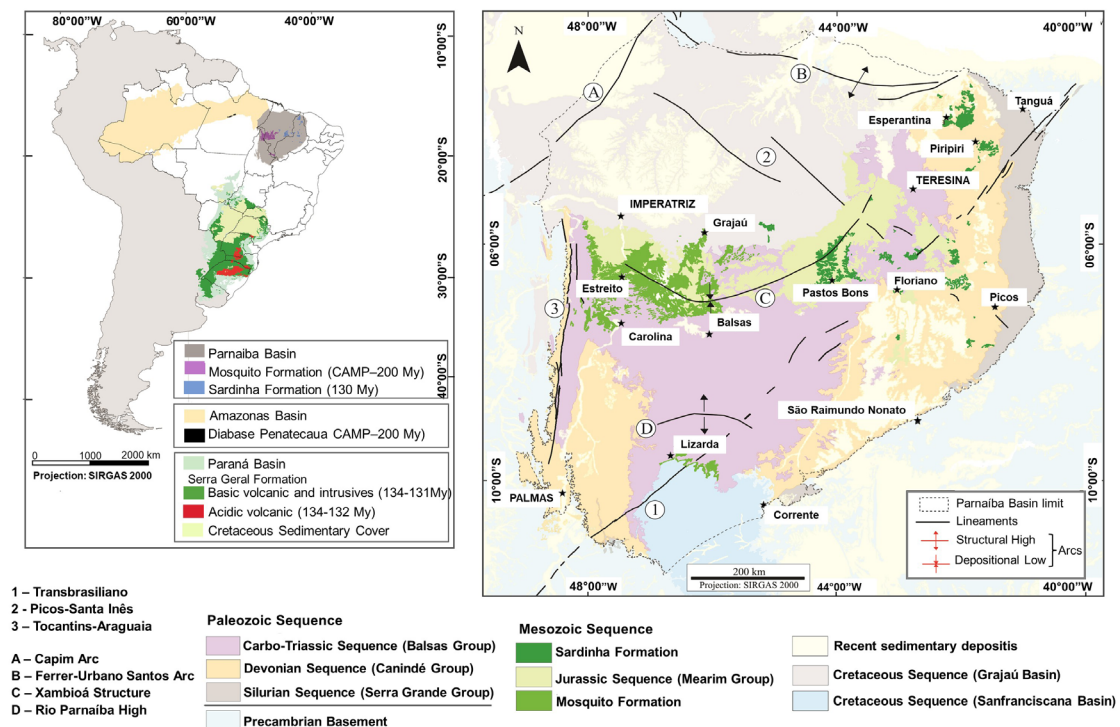 80°00"W
60°00"W
40°00"W
10°00"S
20°00"S
30°00"S
40°00"S
Parnaiba Basin
Mosquito Formation (CAMP–200 My)
Sardinha Formation (130 My)
Amazonas Basin
Diabase Penatecaua CAMP–200 My)
Paraná Basin
Serra Geral Formation
Basic volcanic and intrusives (134-131My)
Acidic volcanic (134-132 My)
Cretaceous Sedimentary Cover
0 1000 2000 km
Projection: SIRGAS 2000
48°00"W
44°00"W
40°00"W
N
A
B
Tanguá
Esperantina
Piripiri
2
TERESINA
IMPERATRIZ
Grajaú
06°00"S
06°00"S
Estreito
C
Pastos Bons
Floriano
Picos
3
Carolina
Balsas
São Raimundo Nonato
D
Lizarda
10°00"S
10°00"S
PALMAS
1
Corrente
Parnaíba Basin limit
Lineaments
Structural High
Depositional Low
Arcs
200 km
Projection: SIRGAS 2000
48°00"W
44°00"W
40°00"W
1 – Transbrasiliano
2 - Picos-Santa Inês
3 – Tocantins-Araguaia
A – Capim Arc
B – Ferrer-Urbano Santos Arc
C – Xambioá Structure
D – Rio Parnaíba High
Paleozoic Sequence
Carbo-Triassic Sequence (Balsas Group)
Devonian Sequence (Canindé Group)
Silurian Sequence (Serra Grande Group)
Precambrian Basement
Mesozoic Sequence
Sardinha Formation
Jurassic Sequence (Mearim Group)
Mosquito Formation
Recent sedimentary depositis
Cretaceous Sequence (Grajaú Basin)
Cretaceous Sequence (Sanfranciscana Basin)